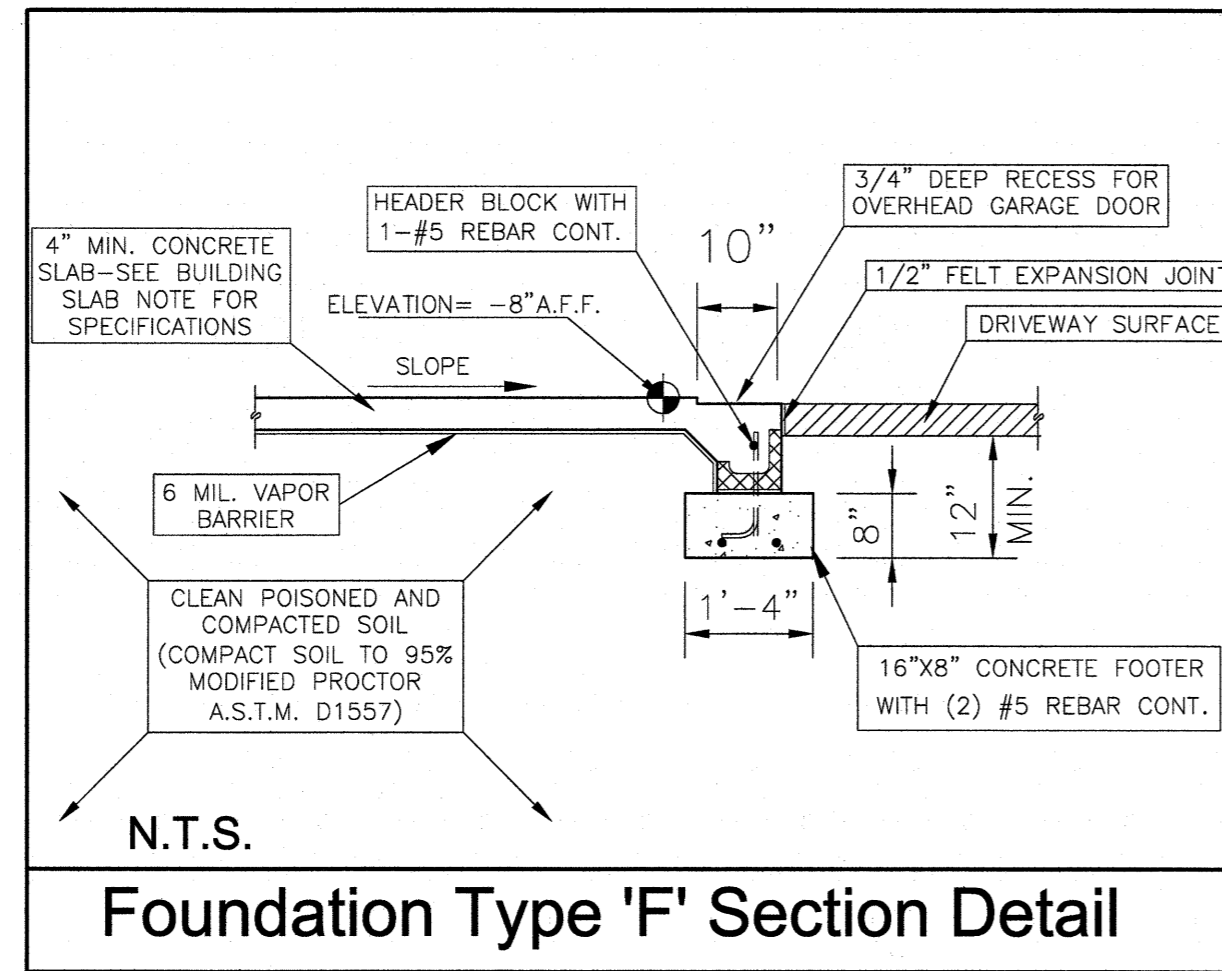 3/4" DEEP RECESS FOR
OVERHEAD GARAGE DOOR
HEADER BLOCK WITH
1-#5 REBAR CONT.
10"
4" MIN. CONCRETE
SLAB-SEE BUILDING
SLAB NOTE FOR
SPECIFICATIONS
1/2" FELT EXPANSION JOINT
ELEVATION= -8"A.F.F.
DRIVEWAY SURFACE
SLOPE
6 MIL. VAPOR
BARRIER
8"
12"
MIN.
CLEAN POISONED AND
COMPACTED SOIL
(COMPACT SOIL TO 95%
MODIFIED PROCTOR
A.S.T.M. D1557)
1'-4"
16"X8" CONCRETE FOOTER
WITH (2) #5 REBAR CONT.
N.T.S.
Foundation Type 'F' Section Detail